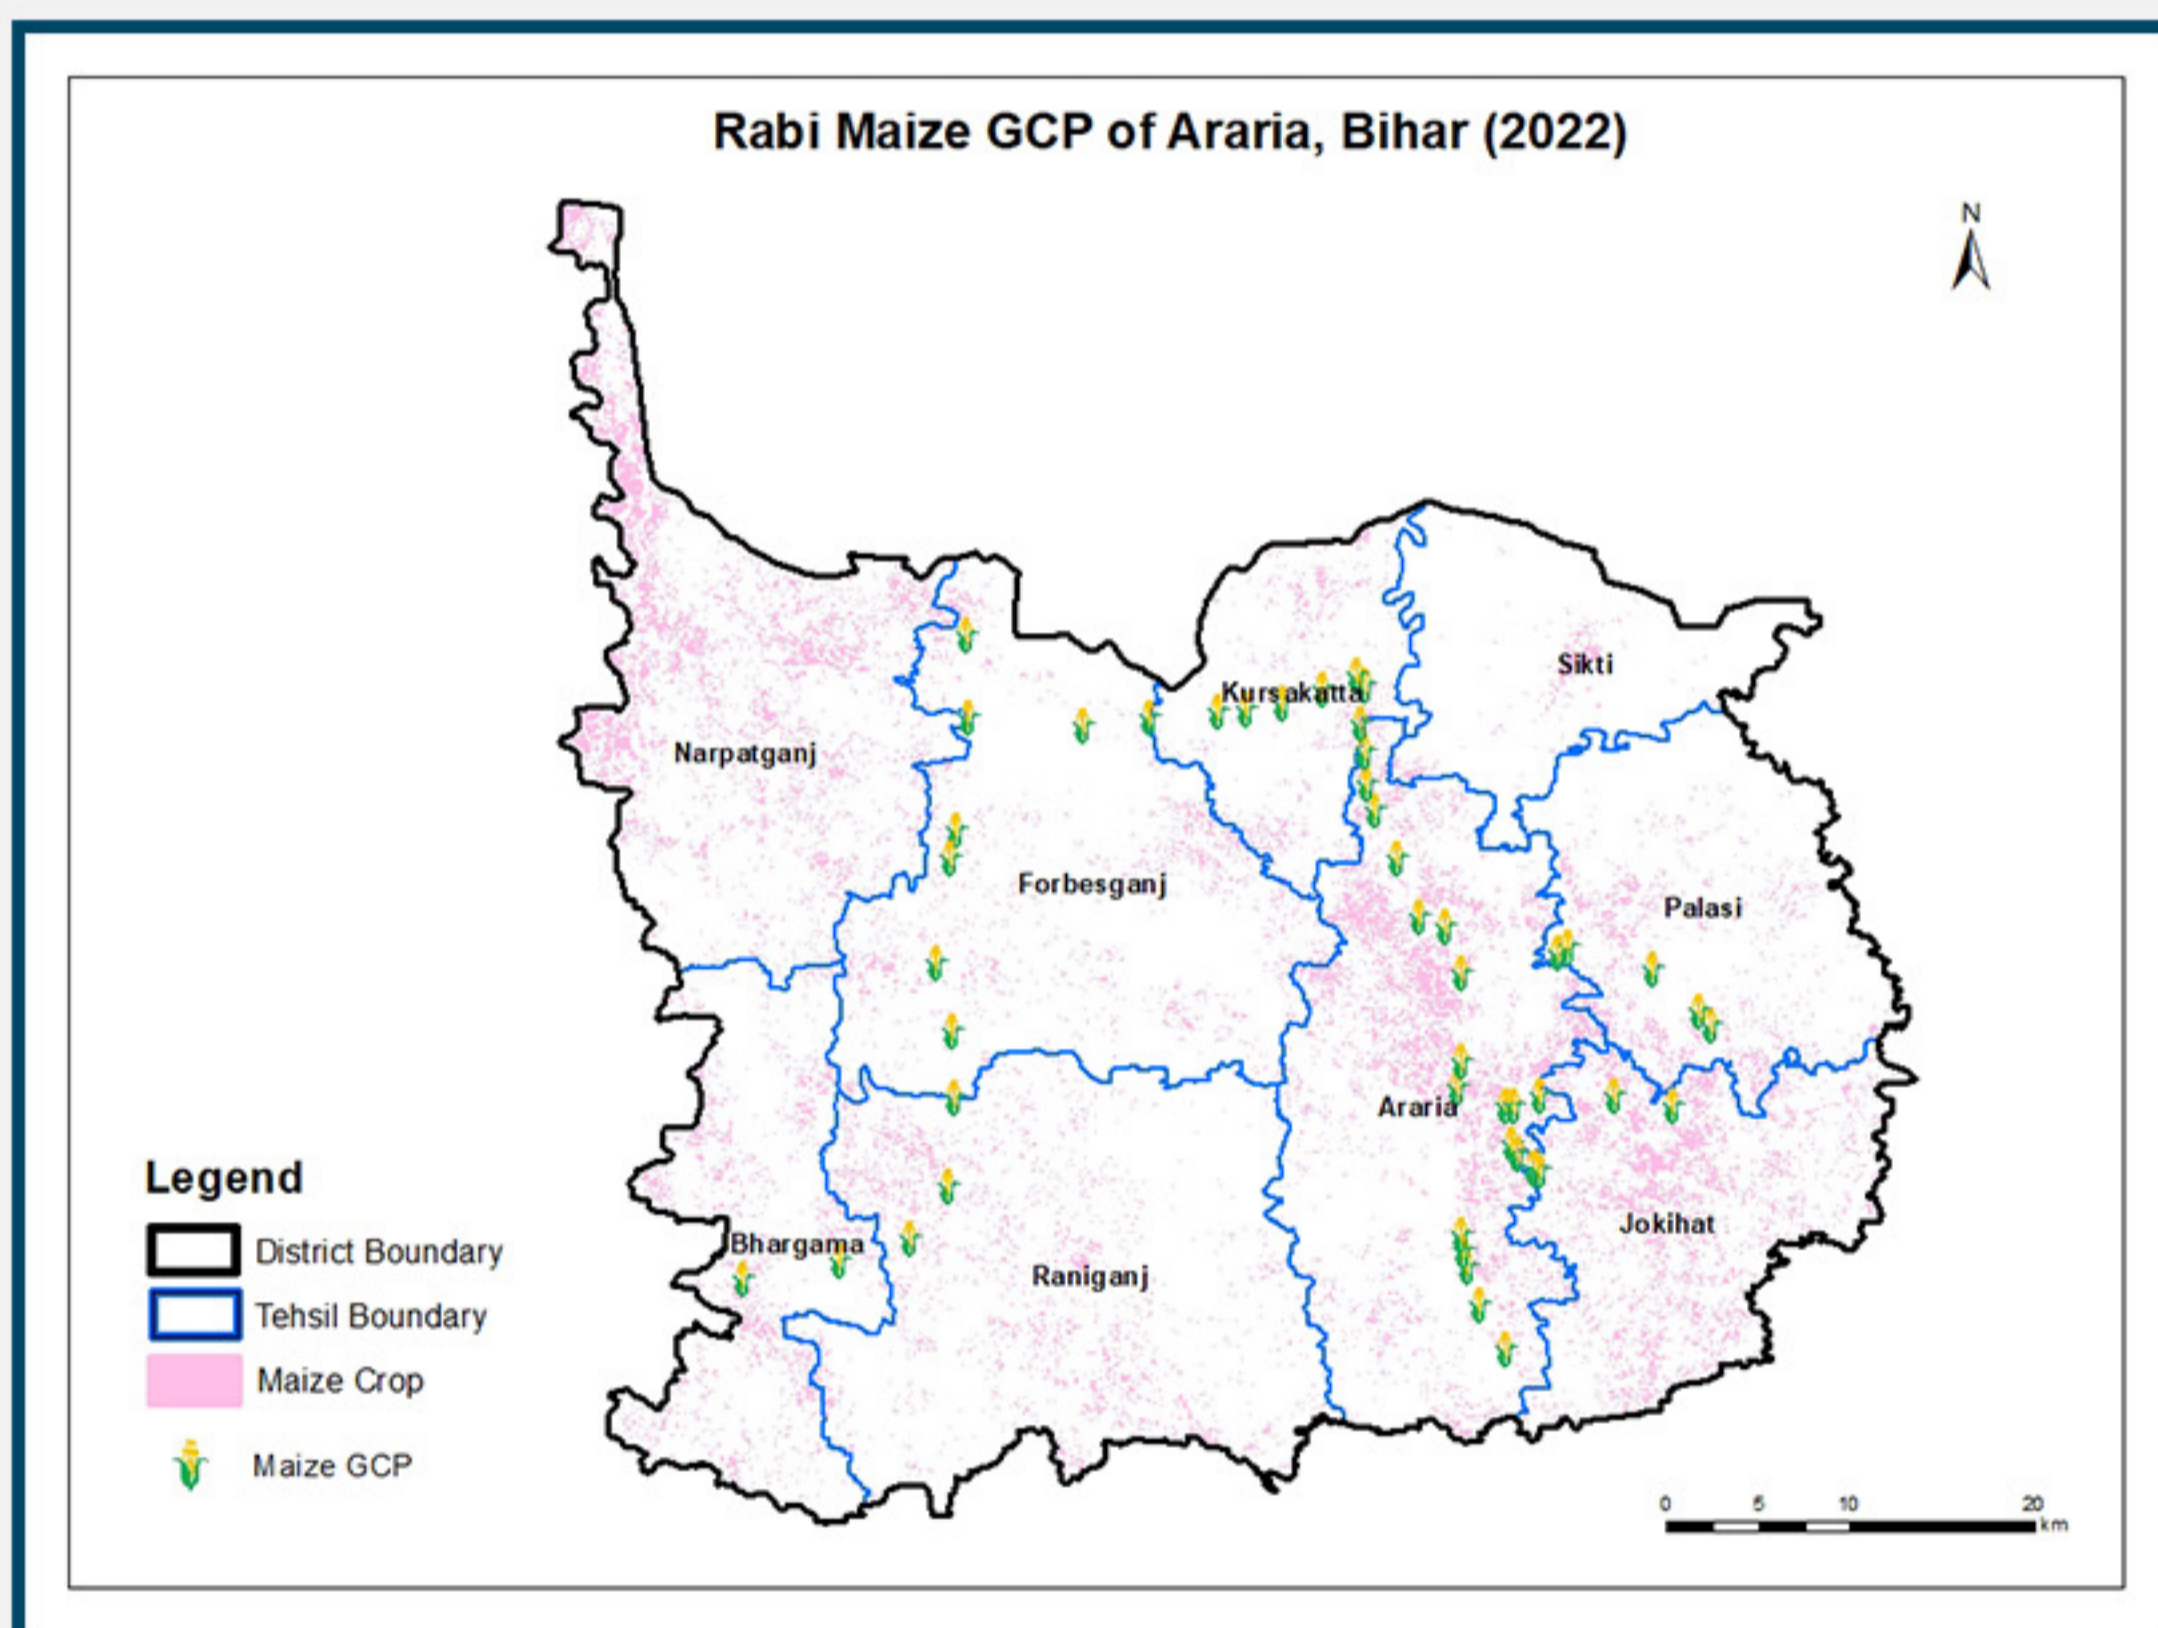 Rabi Maize GCP of Araria, Bihar (2022)
N
Sikti
Kursakatta
Narpatganj
Forbesganj
Palasi
Araria
Jokihat
Bhargama
Raniganj
Legend
District Boundary
Tehsil Boundary
Maize Crop
Maize GCP
0 5 10 20
km